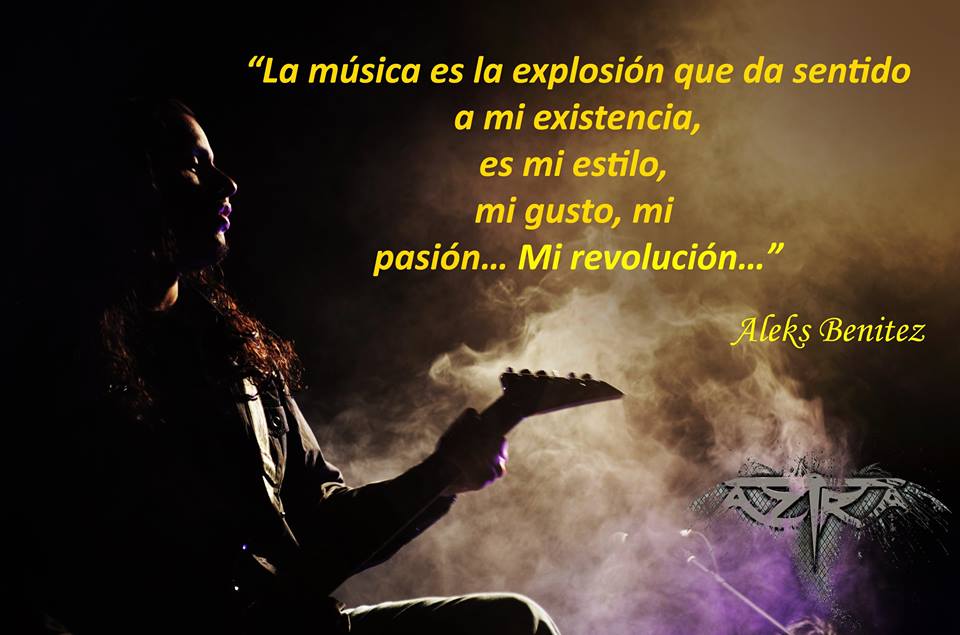 “La música es la explosión que da sentido
a mi existencia,
es mi estilo,
mi gusto, mi
pasión... Mi revolución...”
Aleks Benitez
AZRA